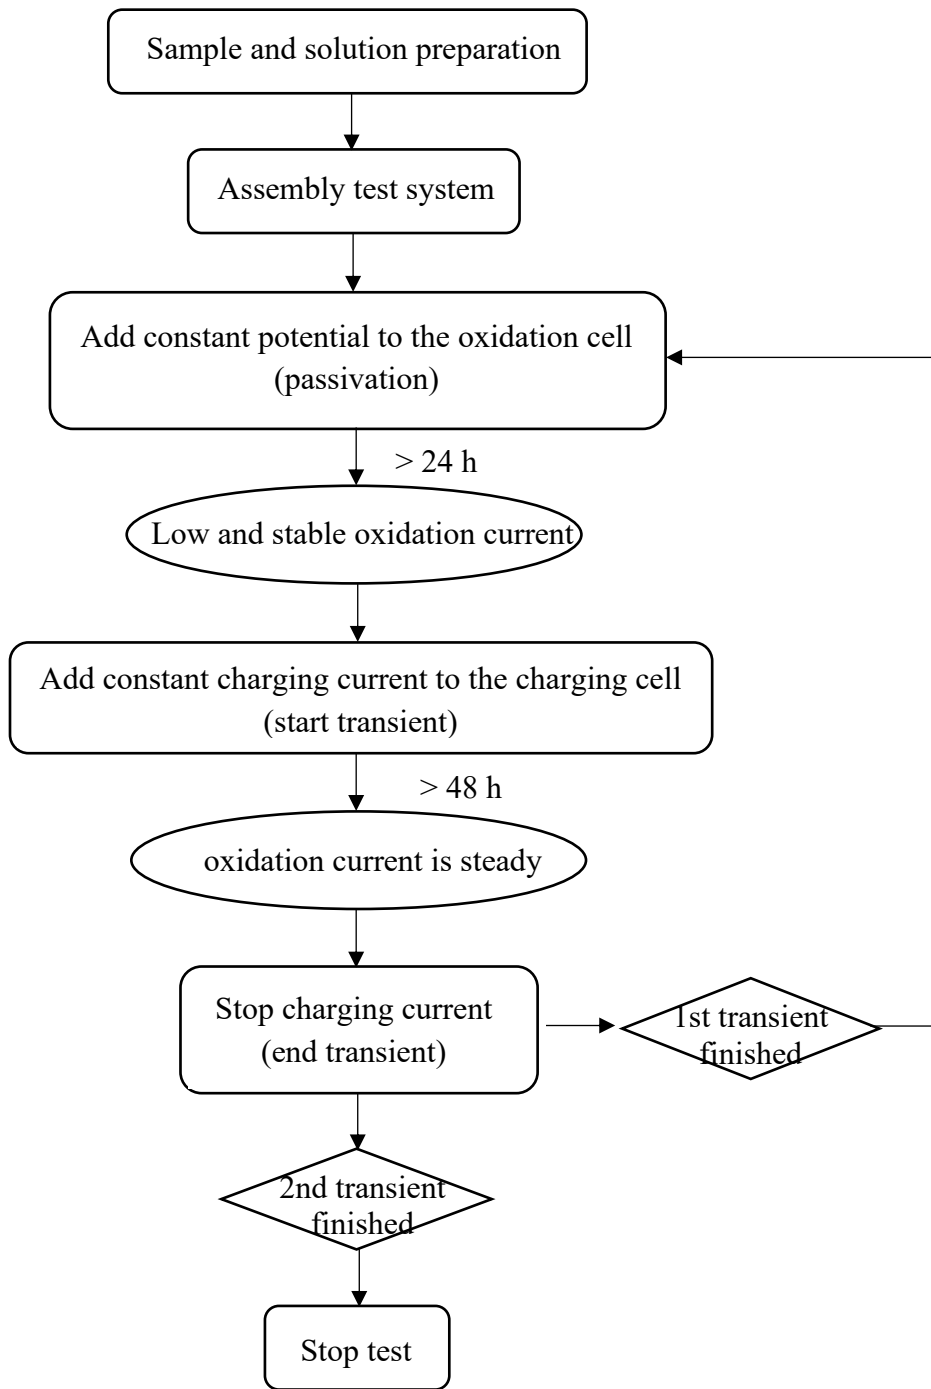 Sample and solution preparation
Assembly test system
Add constant potential to the oxidation cell
(passivation)
> 24 h
Low and stable oxidation current
Add constant charging current to the charging cell
(start transient)
> 48 h
oxidation current is steady
Stop charging current
(end transient)
1st transient
finished
2nd transient
finished
Stop test